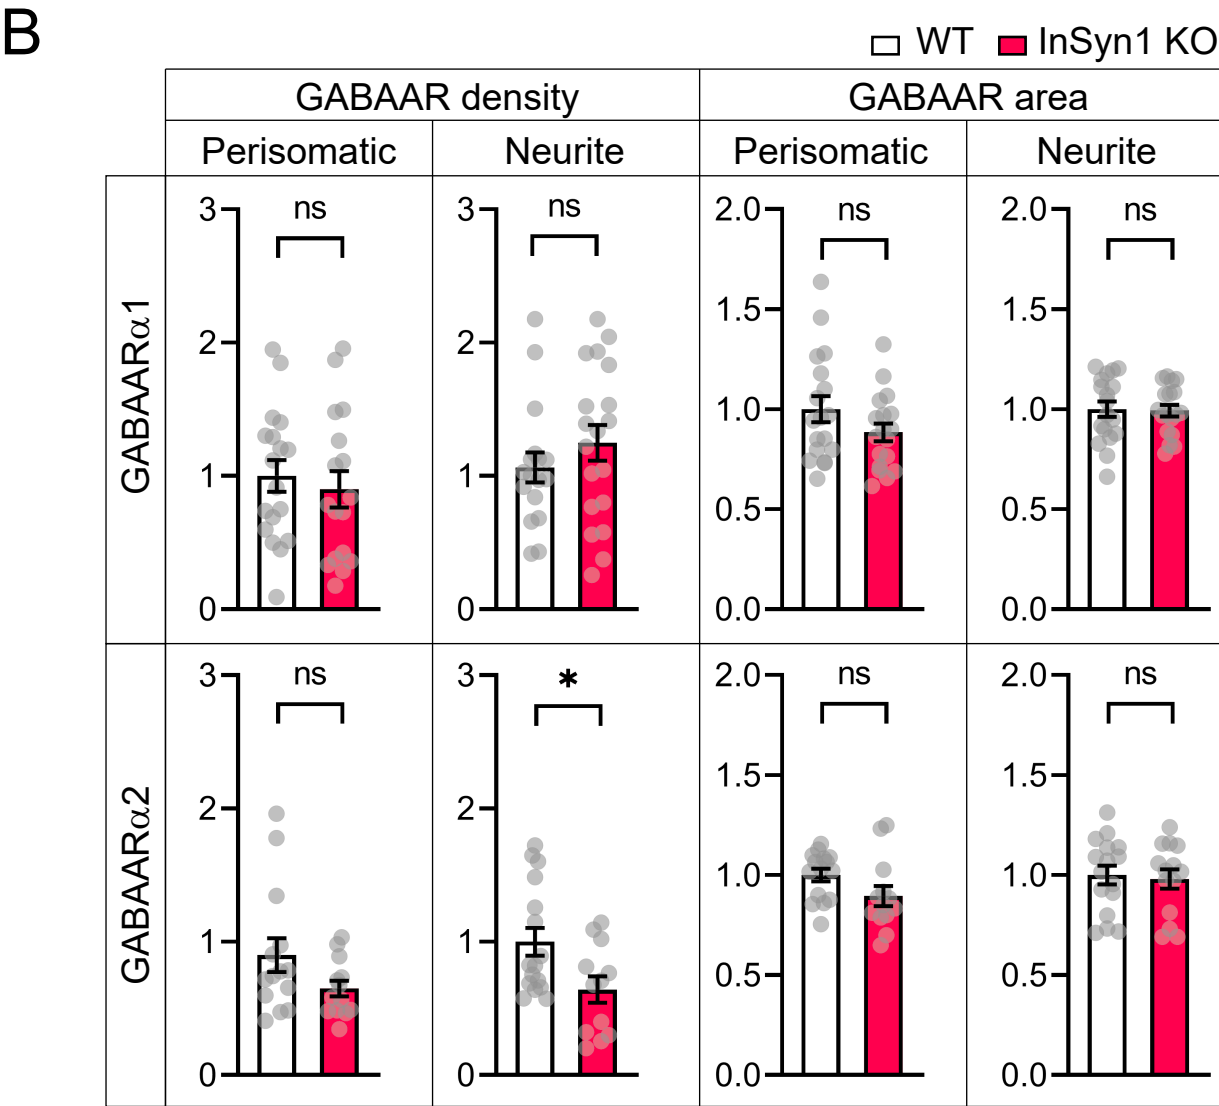 B
WT InSyn1 KO
GABAAR density GABAAR area
Perisomatic Neurite Perisomatic Neurite
GABAARα1
3 ns 3 ns 2.0 ns 2.0 ns
1.5 1.5
2 2
1.0 1.0
1 1
0.5 0.5
0 0 0.0 0.0
GABAARα2
3 ns 3 * 2.0 ns 2.0 ns
1.5 1.5
2 2
1.0 1.0
1 1
0.5 0.5
0 0 0.0 0.0